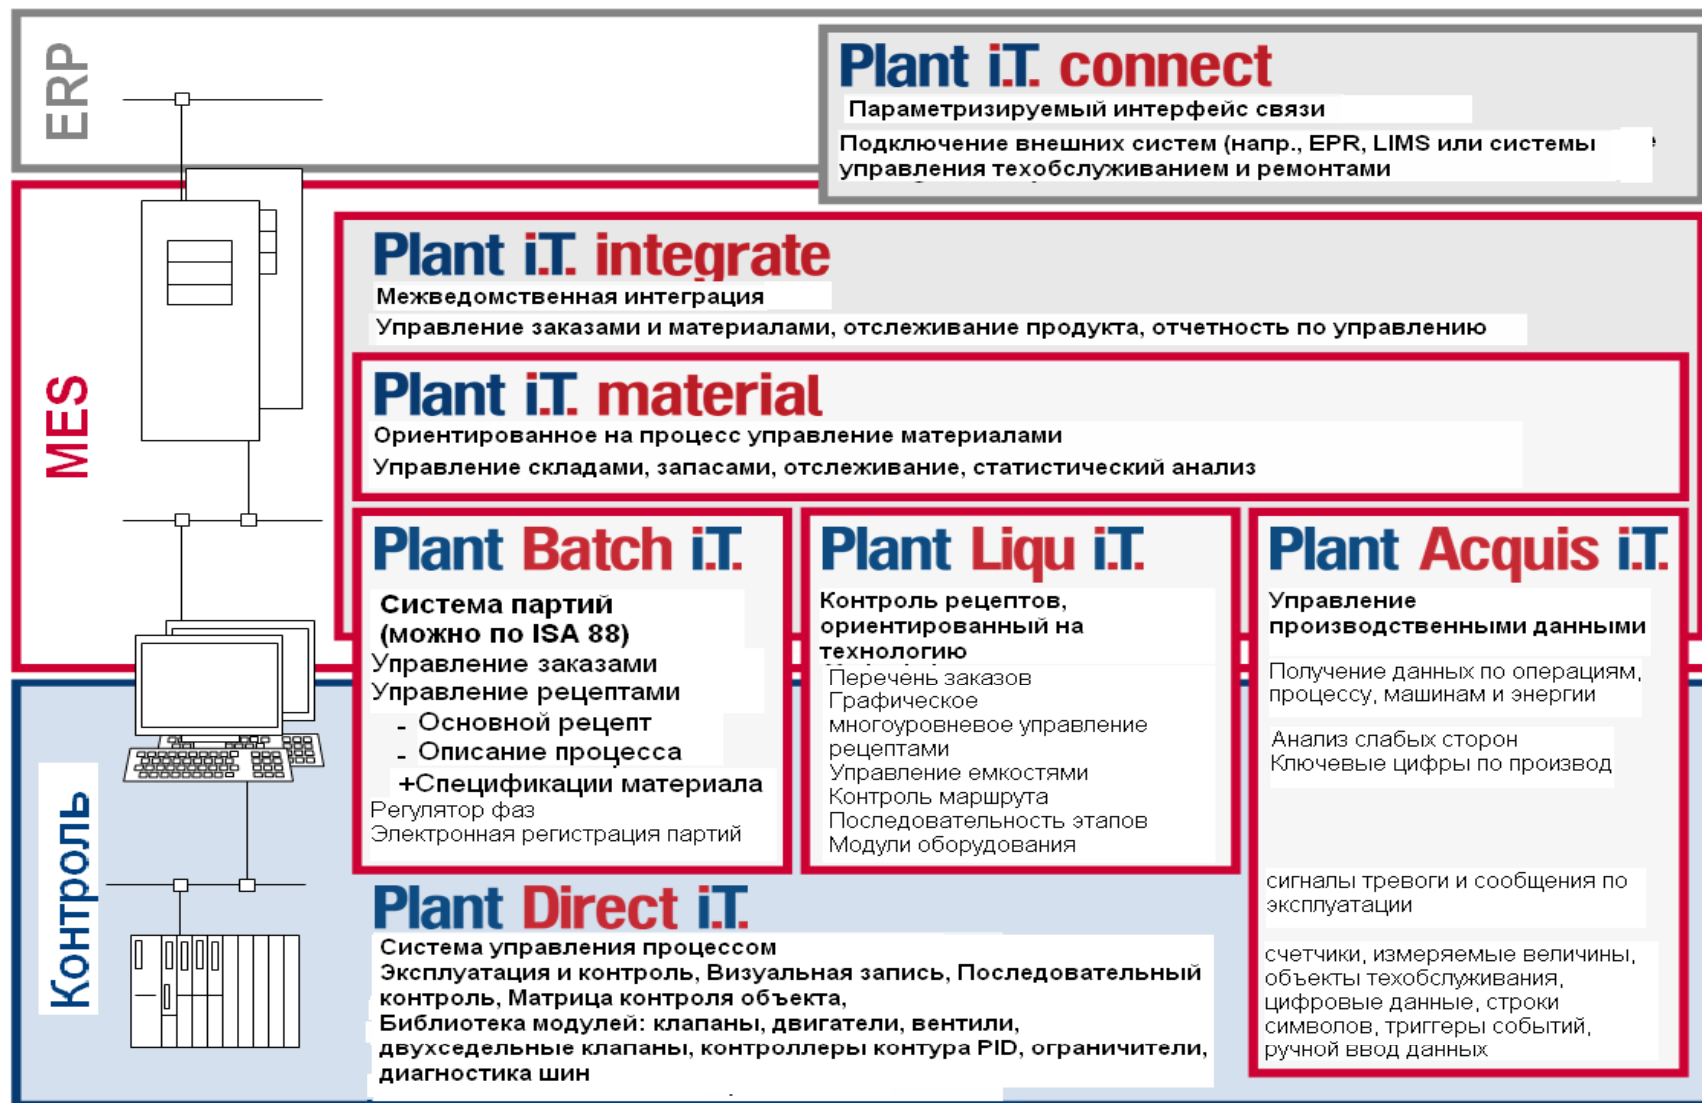 ERP
Plant i.T. connect
Параметризируемый интерфейс связи
Подключение внешних систем (напр., EPR, LIMS или системы
управления техобслуживанием и ремонтами
MES
Plant i.T. integrate
Межведомственная интеграция
Управление заказами и материалами, отслеживание продукта, отчетность по управлению
Plant i.T. material
Ориентированное на процесс управление материалами
Управление складами, запасами, отслеживание, статистический анализ
Plant Batch i.T.
Система партий
(можно по ISA 88)
Управление заказами
Управление рецептами
- Основной рецепт
- Описание процесса
+Спецификации материала
Регулятор фаз
Электронная регистрация партий
Plant Liqu i.T.
Контроль рецептов,
ориентированный на
технологию
Перечень заказов
Графическое
многоуровневое управление
рецептами
Управление емкостями
Контроль маршрута
Последовательность этапов
Модули оборудования
Plant Acquis i.T.
Управление
производственными данными
Получение данных по операциям,
процессу, машинам и энергии
Анализ слабых сторон
Ключевые цифры по производ
сигналы тревоги и сообщения по
эксплуатации
счетчики, измеряемые величины,
объекты техобслуживания,
цифровые данные, строки
символов, триггеры событий,
ручной ввод данных
Контроль
Plant Direct i.T.
Система управления процессом
Эксплуатация и контроль, Визуальная запись, Последовательный
контроль, Матрица контроля объекта,
Библиотека модулей: клапаны, двигатели, вентили,
двухседельные клапаны, контроллеры контура PID, ограничители,
диагностика шин